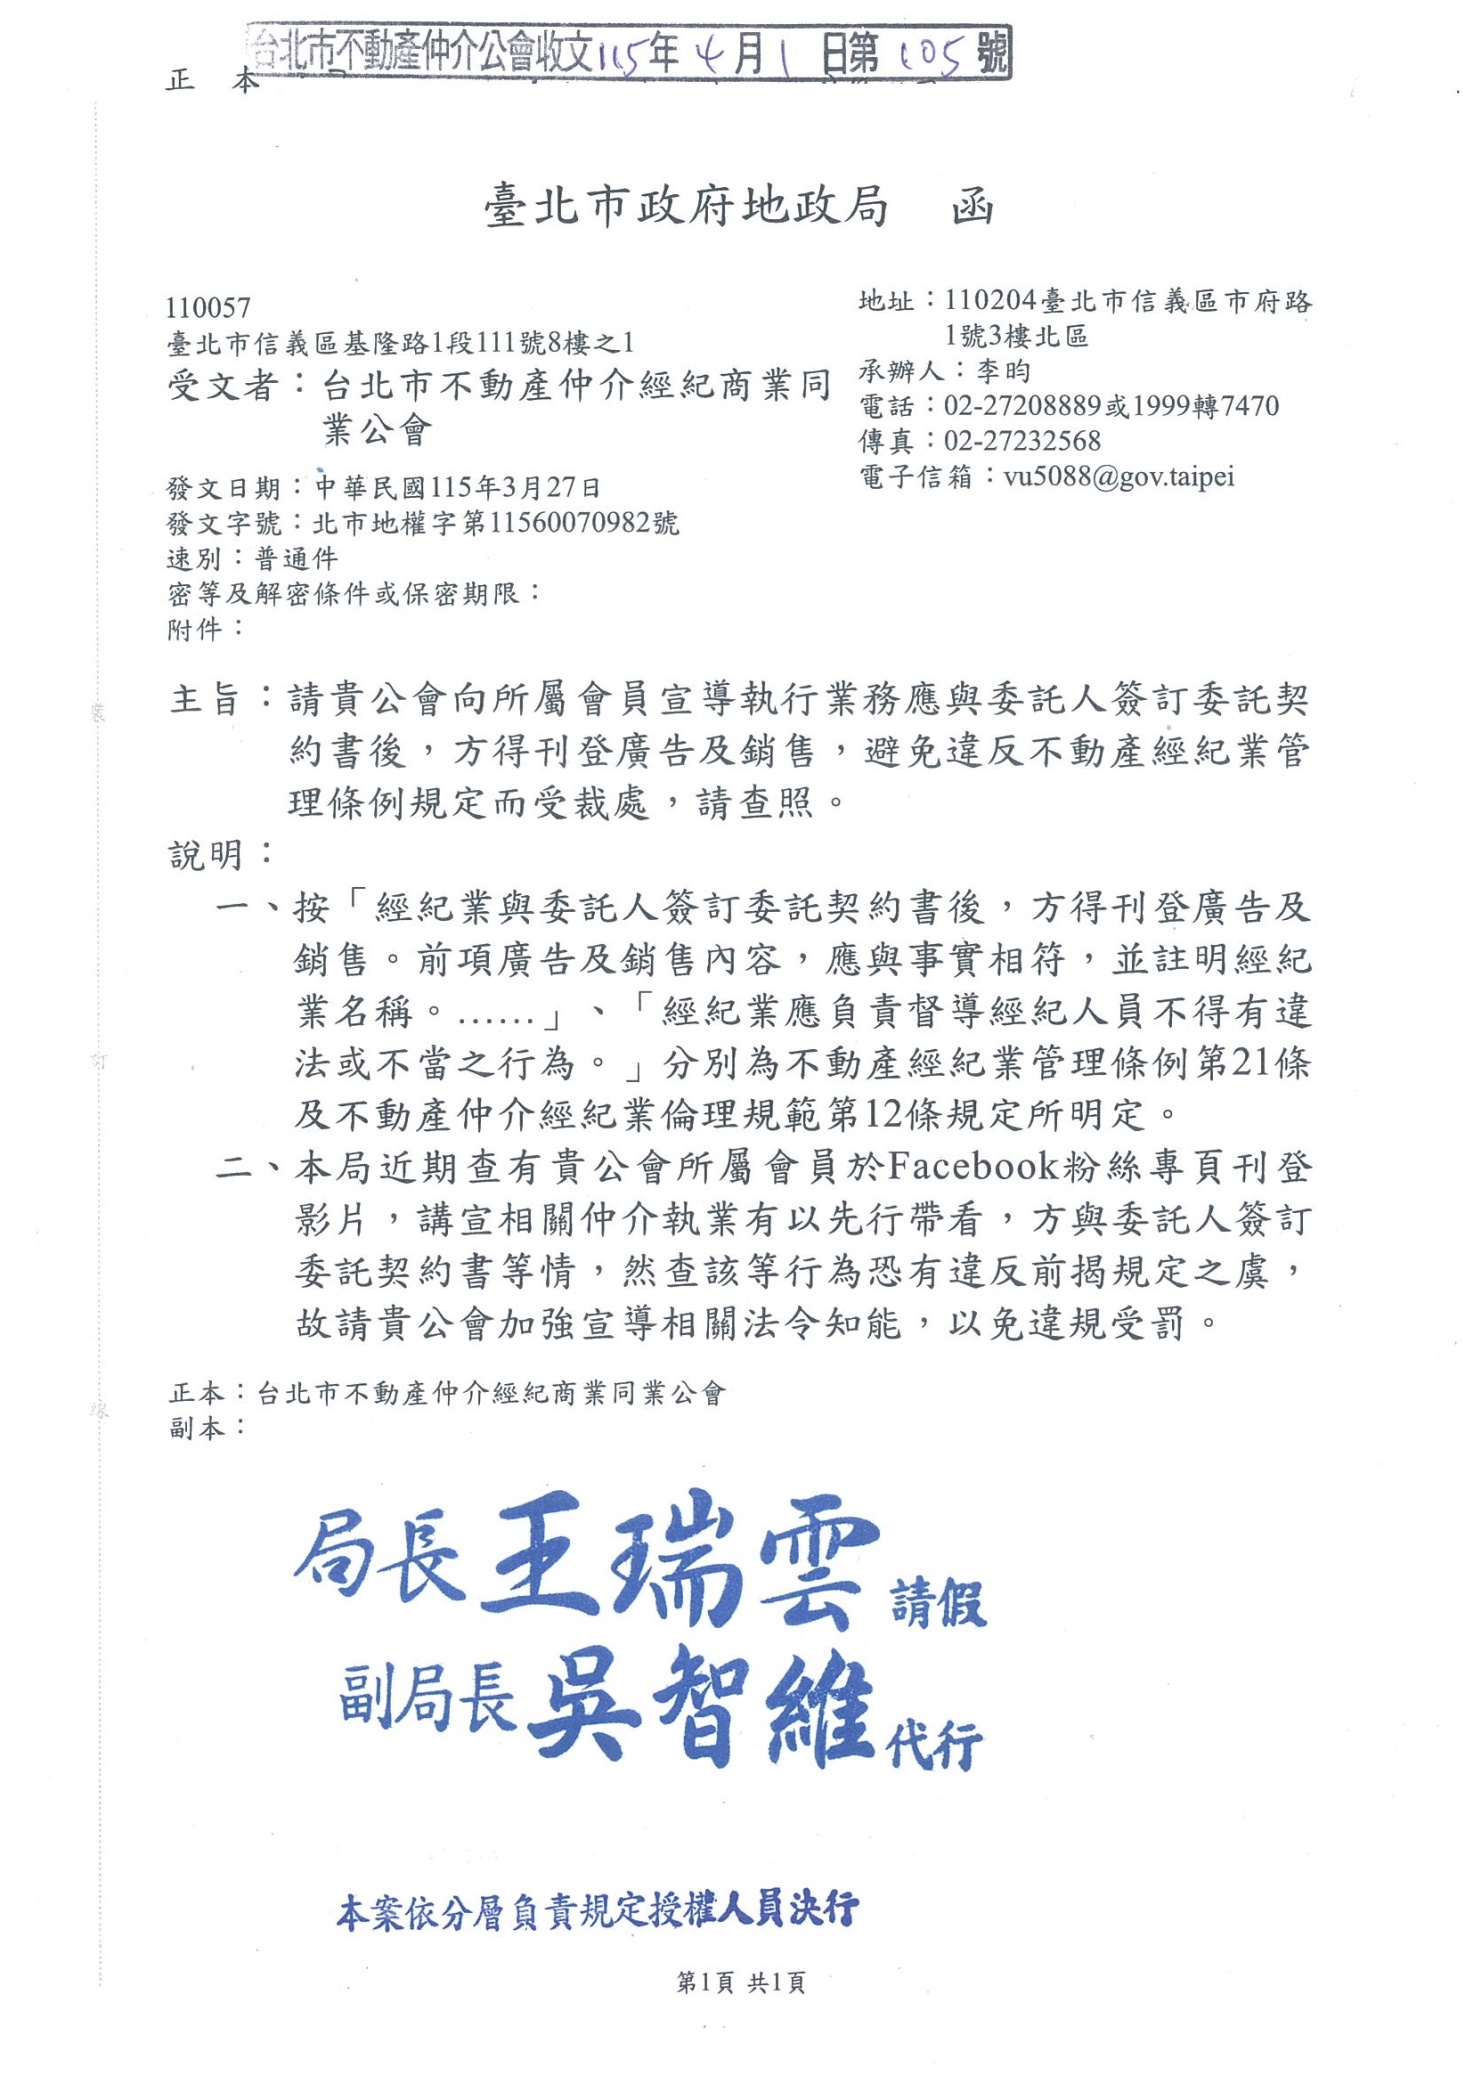 台北市不動產仲介公會收文115年4月1日第105號
正本
臺北市政府地政局 函
110057
臺北市信義區基隆路1段111號8樓之1
受文者：台北市不動產仲介經紀商業同
業公會
地址：110204臺北市信義區市府路
1號3樓北區
承辦人：李昀
電話：02-27208889或1999轉7470
傳真：02-27232568
電子信箱：vu5088@gov.taipei
發文日期：中華民國115年3月27日
發文字號：北市地權字第11560070982號
速別：普通件
密等及解密條件或保密期限：
附件：
主旨：請貴公會向所屬會員宣導執行業務應與委託人簽訂委託契
約書後，方得刊登廣告及銷售，避免違反不動產經紀業管
理條例規定而受裁處，請查照。
說明：
一、按「經紀業與委託人簽訂委託契約書後，方得刊登廣告及
銷售。前項廣告及銷售內容，應與事實相符，並註明經紀
業名稱。……」、「經紀業應負責督導經紀人員不得有違
法或不當之行為。」分別為不動產經紀業管理條例第21條
及不動產仲介經紀業倫理規範第12條規定所明定。
二、本局近期查有貴公會所屬會員於Facebook粉絲專頁刊登
影片，講宣相關仲介執業有以先行帶看，方與委託人簽訂
委託契約書等情，然查該等行為恐有違反前揭規定之虞，
故請貴公會加強宣導相關法令知能，以免違規受罰。
正本：台北市不動產仲介經紀商業同業公會
副本：
裝
訂
線
局長王瑞雲請假
副局長吳智維代行
本案依分層負責規定授權人員決行
第1頁 共1頁